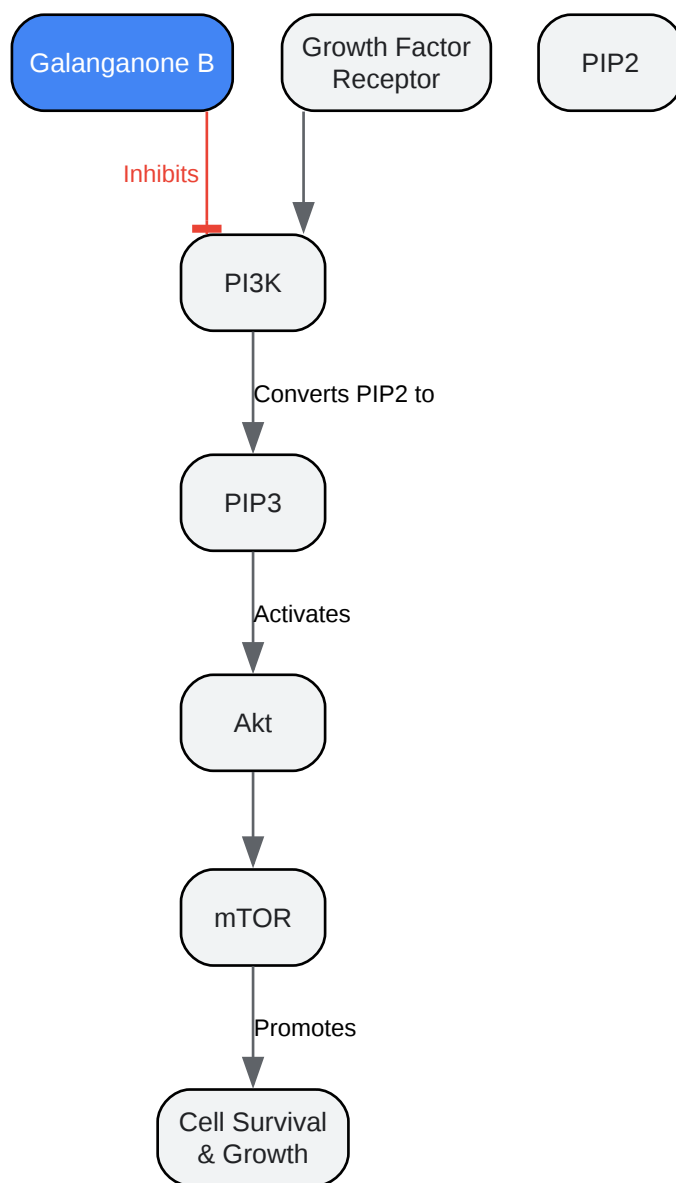 Galanganone B
Growth Factor
Receptor
PIP2
Inhibits
PI3K
Converts PIP2 to
PIP3
Activates
Akt
mTOR
Promotes
Cell Survival
& Growth